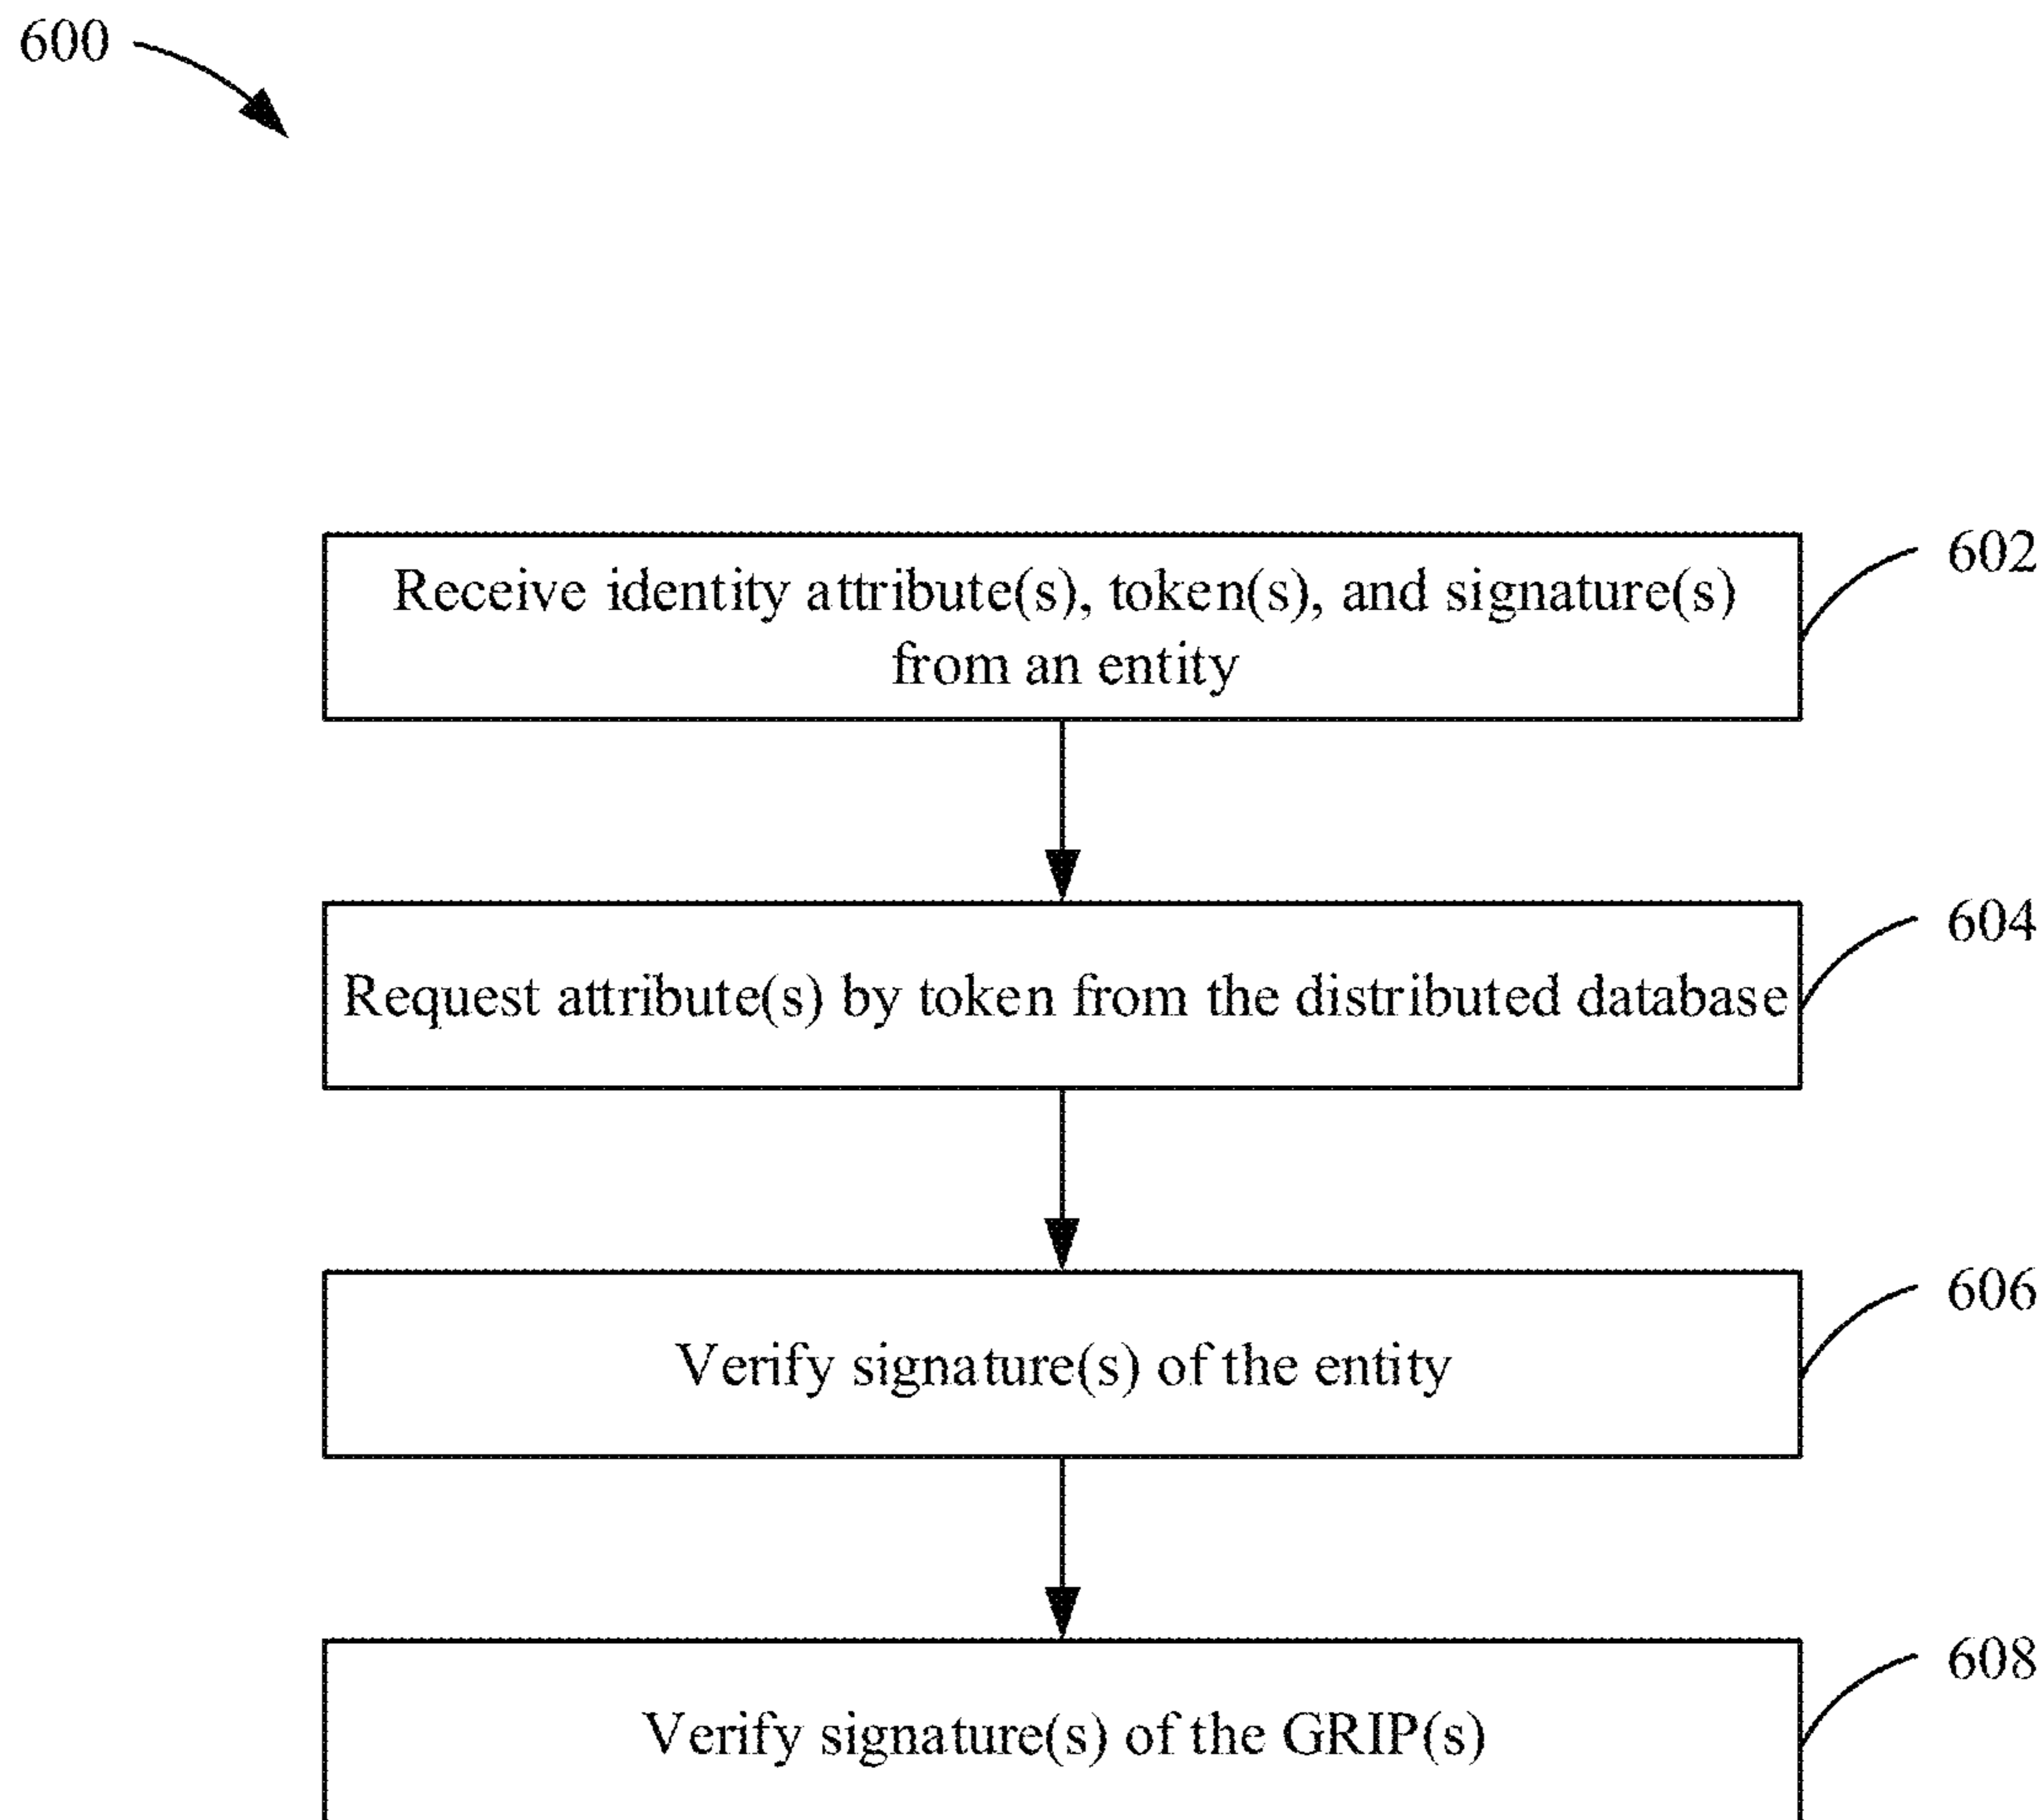 600
602
Receive identity attribute(s), token(s), and signature(s)
from an entity
604
Request attribute(s) by token from the distributed database
606
Verify signature(s) of the entity
608
Verify signature(s) of the GRIP(s)